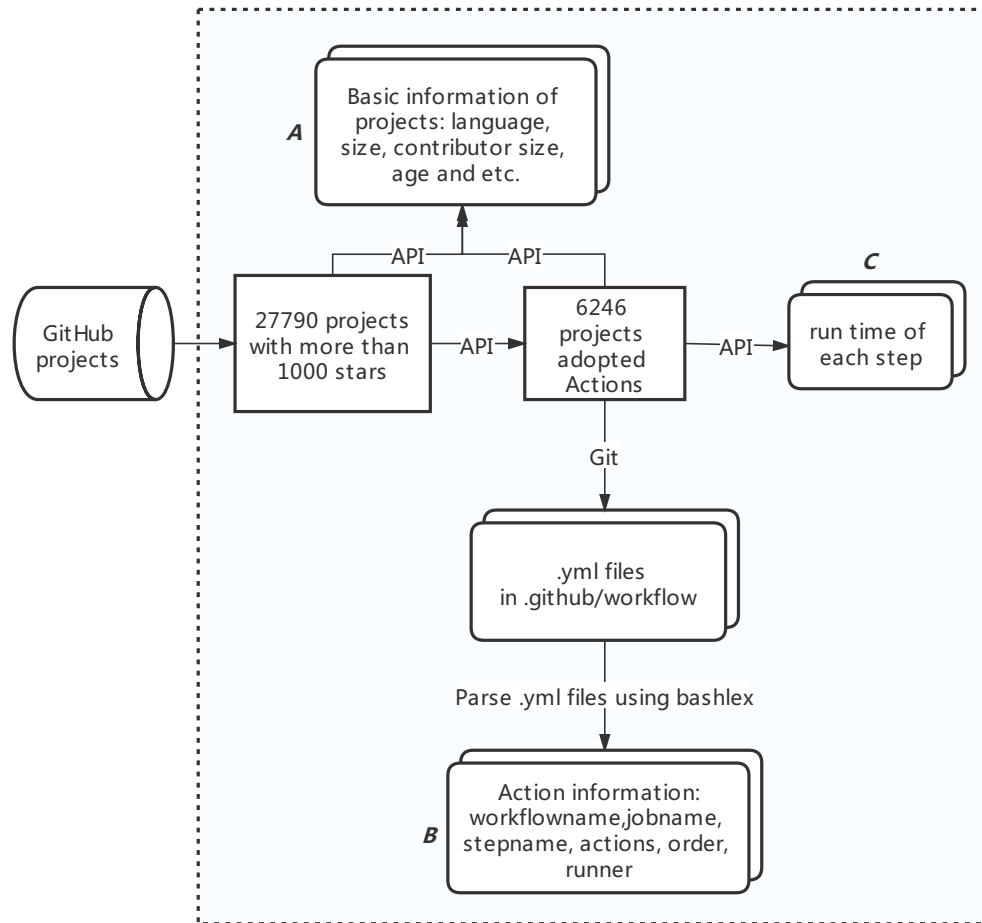 Basic information of
projects: language,
size, contributor size,
age and etc.
A
API
API
C
GitHub
projects
27790 projects
with more than
1000 stars
API
6246
projects
adopted
Actions
API
run time of
each step
Git
.yml files
in .github/workflow
Parse .yml files using bashlex
Action information:
workflowname,jobname,
stepname, actions, order,
runner
B